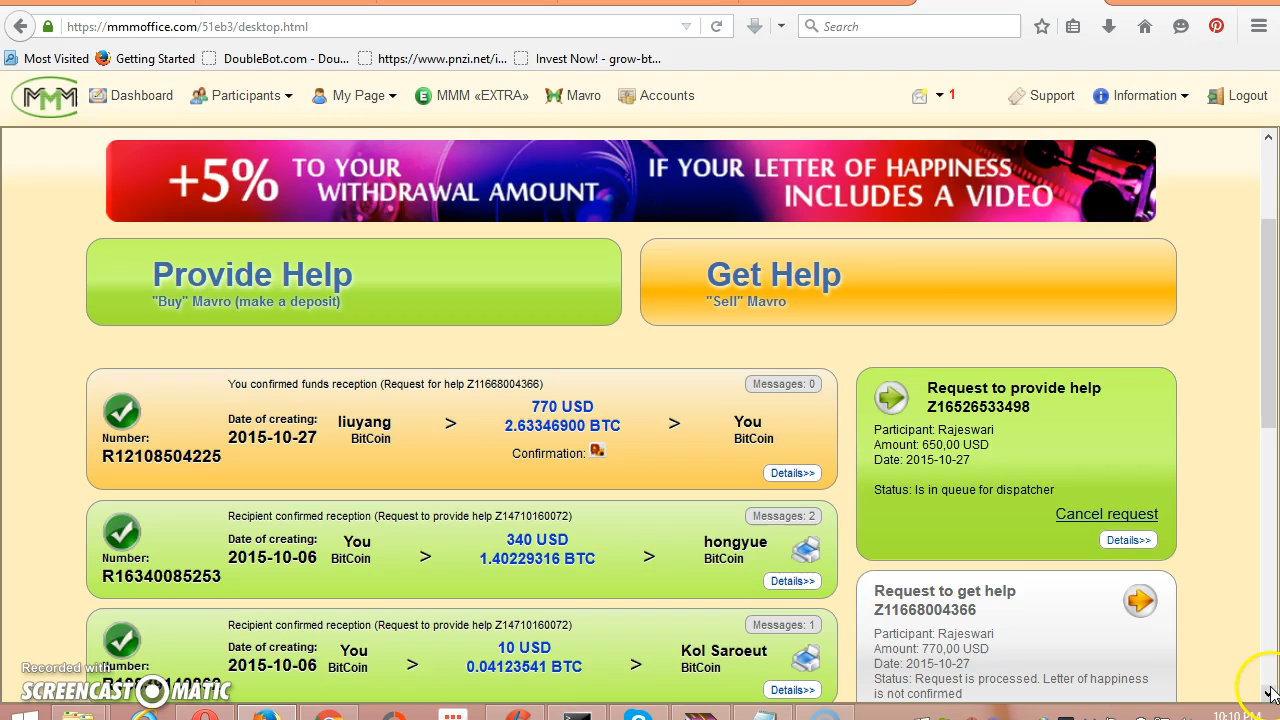 https://mmmoffice.com/51eb3/desktop.html
Search
Most Visited
Getting Started
DoubleBot.com - Dou...
https://www.pnzi.net/i...
Invest Now! - grow-bt...
MMM
Dashboard
Participants
My Page
MMM «EXTRA»
Mavro
Accounts
1
Support
Information
Logout
+5% TO YOUR WITHDRAWAL AMOUNT
IF YOUR LETTER OF HAPPINESS
INCLUDES A VIDEO
Provide Help
"Buy" Mavro (make a deposit)
Get Help
"Sell" Mavro
You confirmed funds reception (Request for help Z11668004366)
Messages: 0
Number:
R12108504225
Date of creating:
2015-10-27
liuyang
BitCoin
>
770 USD
2.63346900 BTC
Confirmation:
>
You
BitCoin
Details>>
Recipient confirmed reception (Request to provide help Z14710160072)
Messages: 2
Number:
R16340085253
Date of creating:
2015-10-06
You
BitCoin
>
340 USD
1.40229316 BTC
>
hongyue
BitCoin
Details>>
Recipient confirmed reception (Request to provide help Z14710160072)
Messages: 1
Number:
Date of creating:
2015-10-06
You
BitCoin
>
10 USD
0.04123541 BTC
>
Kol Saroeut
BitCoin
Details>>
Request to provide help
Z16526533498
Participant: Rajeswari
Amount: 650,00 USD
Date: 2015-10-27
Status: Is in queue for dispatcher
Cancel request
Details>>
Request to get help
Z11668004366
Participant: Rajeswari
Amount: 770,00 USD
Date: 2015-10-27
Status: Request is processed. Letter of happiness
is not confirmed
Recorded with
SCREENCAST MATIC
10:10 PM